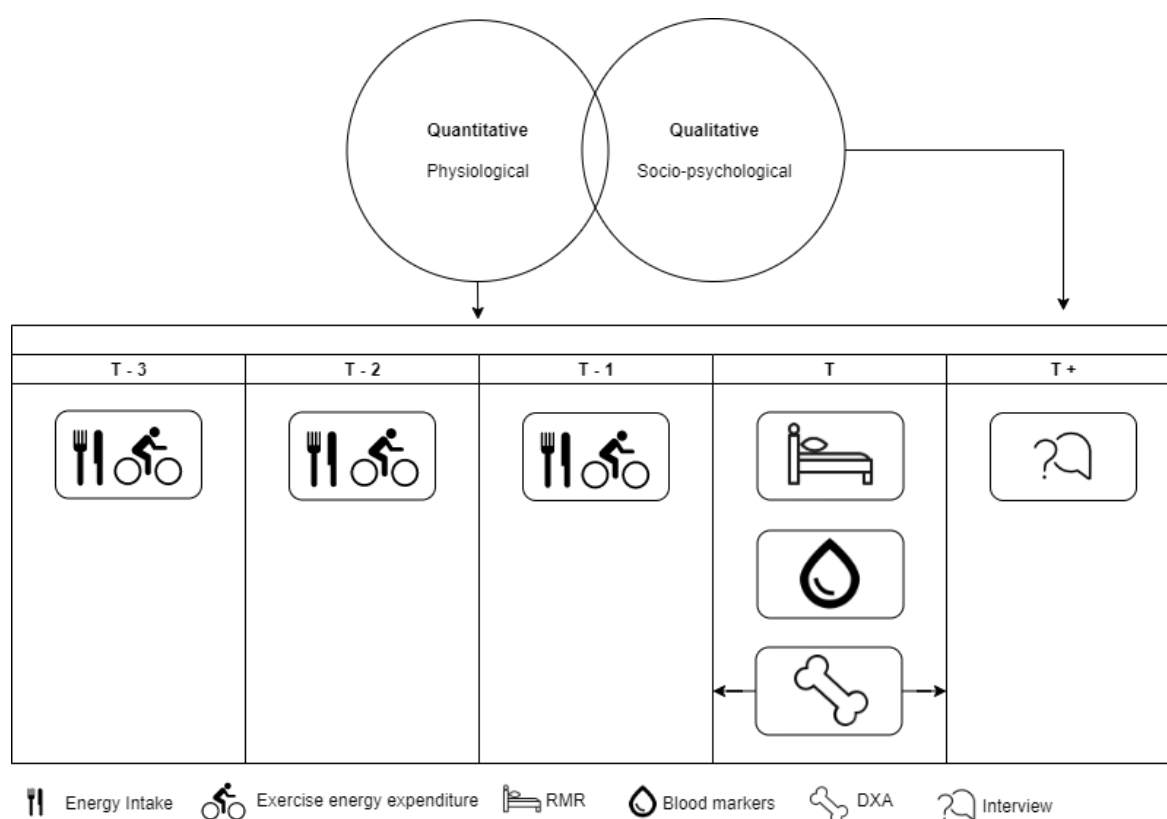 Quantitative
Qualitative
Physiological
Socio-psychological
T - 3
T - 2
T - 1
T
T +
Energy Intake
Exercise energy expenditure
RMR
Blood markers
DXA
Interview